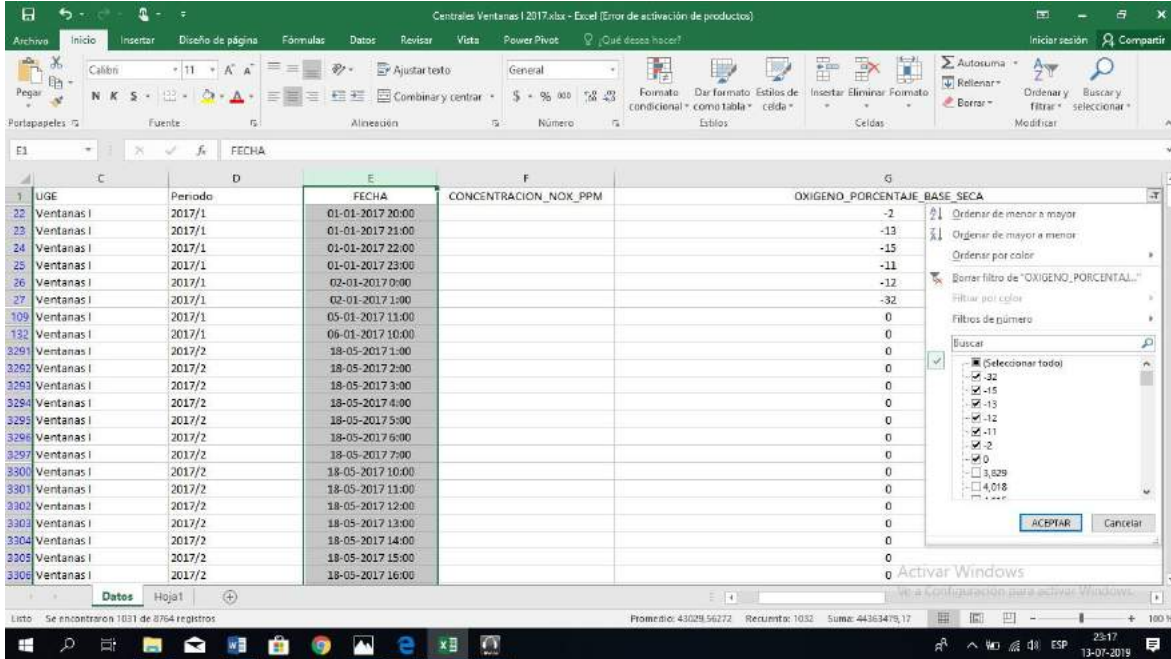 Centrales Ventanas I 2017.xlsx - Excel (Error de activación de productos)
Archivo Inicio Insertar Diseño de página Fórmulas Datos Revisar Vista Power Pivot ¿Qué desea hacer? Iniciar sesión Compartir
Pegar
Calibri 11
N K S
Ajustar texto
Combinar y centrar
General
$ % 000
Formato condicional
Dar formato como tabla
Estilos de celda
Insertar Eliminar Formato
Autosuma
Rellenar
Borrar
Ordenar y filtrar
Buscar y seleccionar
Portapapeles Fuente Alineación Número Estilos Celdas Modificar
E1 fx FECHA
C D E F G
1 UGE Periodo FECHA CONCENTRACION_NOX_PPM OXIGENO_PORCENTAJE_BASE_SECA
22 Ventanas I 2017/1 01-01-2017 20:00 -2
23 Ventanas I 2017/1 01-01-2017 21:00 -13
24 Ventanas I 2017/1 01-01-2017 22:00 -15
25 Ventanas I 2017/1 01-01-2017 23:00 -11
26 Ventanas I 2017/1 02-01-2017 0:00 -12
27 Ventanas I 2017/1 02-01-2017 1:00 -32
109 Ventanas I 2017/1 05-01-2017 11:00 0
132 Ventanas I 2017/1 06-01-2017 10:00 0
3291 Ventanas I 2017/2 18-05-2017 1:00 0
3292 Ventanas I 2017/2 18-05-2017 2:00 0
3293 Ventanas I 2017/2 18-05-2017 3:00 0
3294 Ventanas I 2017/2 18-05-2017 4:00 0
3295 Ventanas I 2017/2 18-05-2017 5:00 0
3296 Ventanas I 2017/2 18-05-2017 6:00 0
3297 Ventanas I 2017/2 18-05-2017 7:00 0
3300 Ventanas I 2017/2 18-05-2017 10:00 0
3301 Ventanas I 2017/2 18-05-2017 11:00 0
3302 Ventanas I 2017/2 18-05-2017 12:00 0
3303 Ventanas I 2017/2 18-05-2017 13:00 0
3304 Ventanas I 2017/2 18-05-2017 14:00 0
3305 Ventanas I 2017/2 18-05-2017 15:00 0
3306 Ventanas I 2017/2 18-05-2017 16:00 0
Ordenar de menor a mayor
Ordenar de mayor a menor
Ordenar por color
Borrar filtro de "OXIGENO_PORCENTAJ..."
Filtrar por color
Filtros de número
Buscar
(Seleccionar todo)
-32
-15
-13
-12
-11
-2
0
3,829
4,018
ACEPTAR Cancelar
Activar Windows
Ve a Configuración para activar Windows.
Datos Hoja1
Listo Se encontraron 1031 de 8764 registros Promedio: 43029,56272 Recuento: 1032 Suma: 44363479,17 100 %
ESP 23:17
13-07-2019